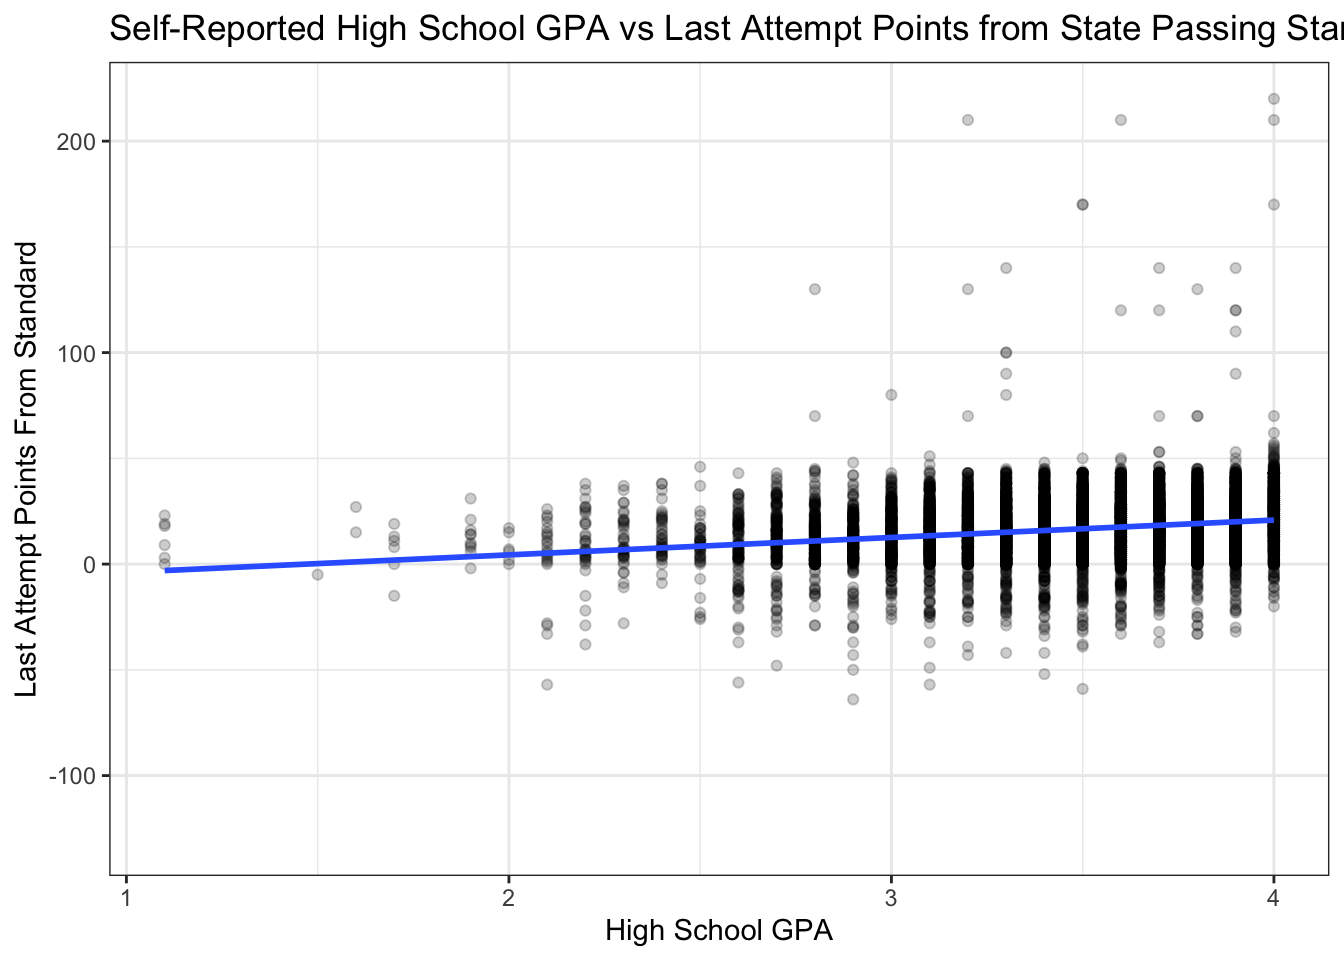 Self-Reported High School GPA vs Last Attempt Points from State Passing Star
200
100
0
-100
Last Attempt Points From Standard
1 2 3 4
High School GPA